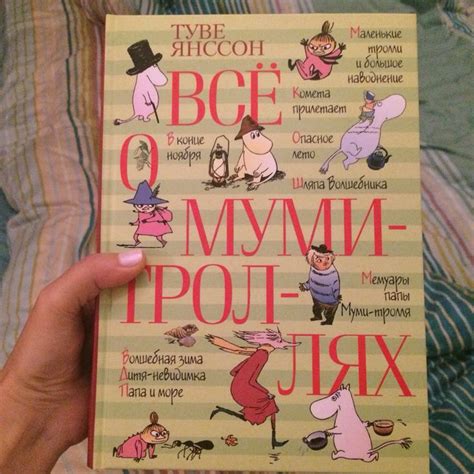 ТУВЕ
ЯНССОН
Маленькие
тролли
и большое
наводнение
ВСЁ
Комета
прилетает
В конце
ноября
Опасное
лето
О
Шляпа Волшебника
МУМИ-
ТРОЛ-
Мемуары
папы
Муми-тролля
ЛЯХ
Волшебная зима
Дитя-невидимка
Папа и море